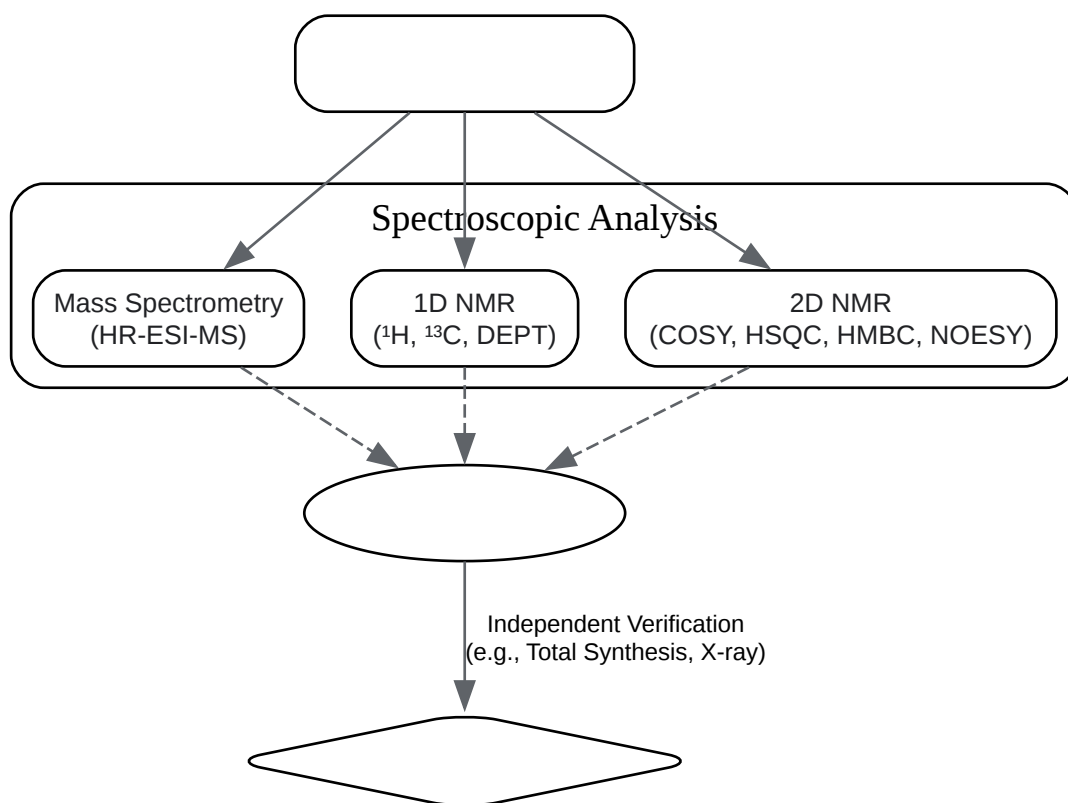 Spectroscopic Analysis
Mass Spectrometry
(HR-ESI-MS)
1D NMR
(¹H, ¹³C, DEPT)
2D NMR
(COSY, HSQC, HMBC, NOESY)
Independent Verification
(e.g., Total Synthesis, X-ray)